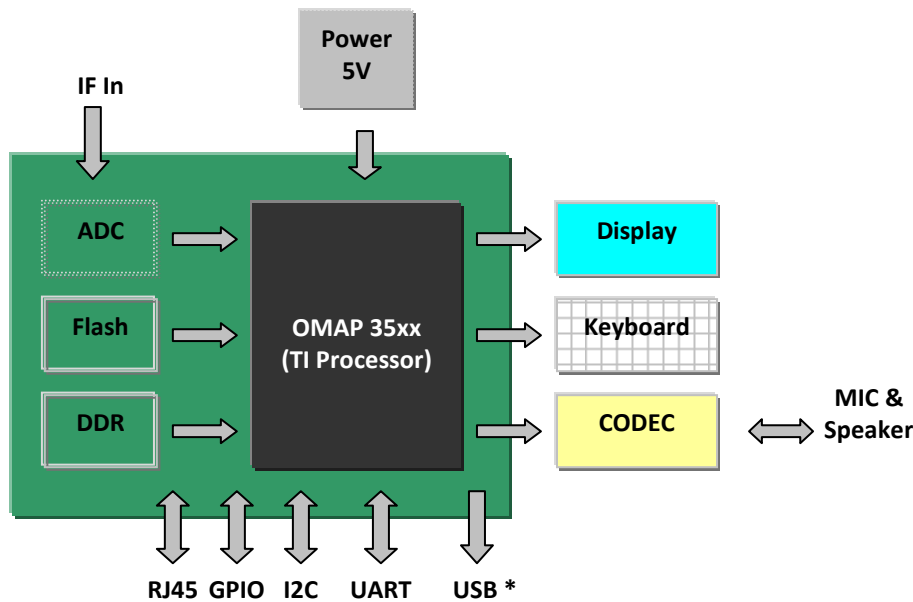 Power
5V
IF In
ADC
Display
Flash
OMAP 35xx
(TI Processor)
Keyboard
DDR
CODEC
MIC &
Speaker
RJ45 GPIO I2C UART USB *